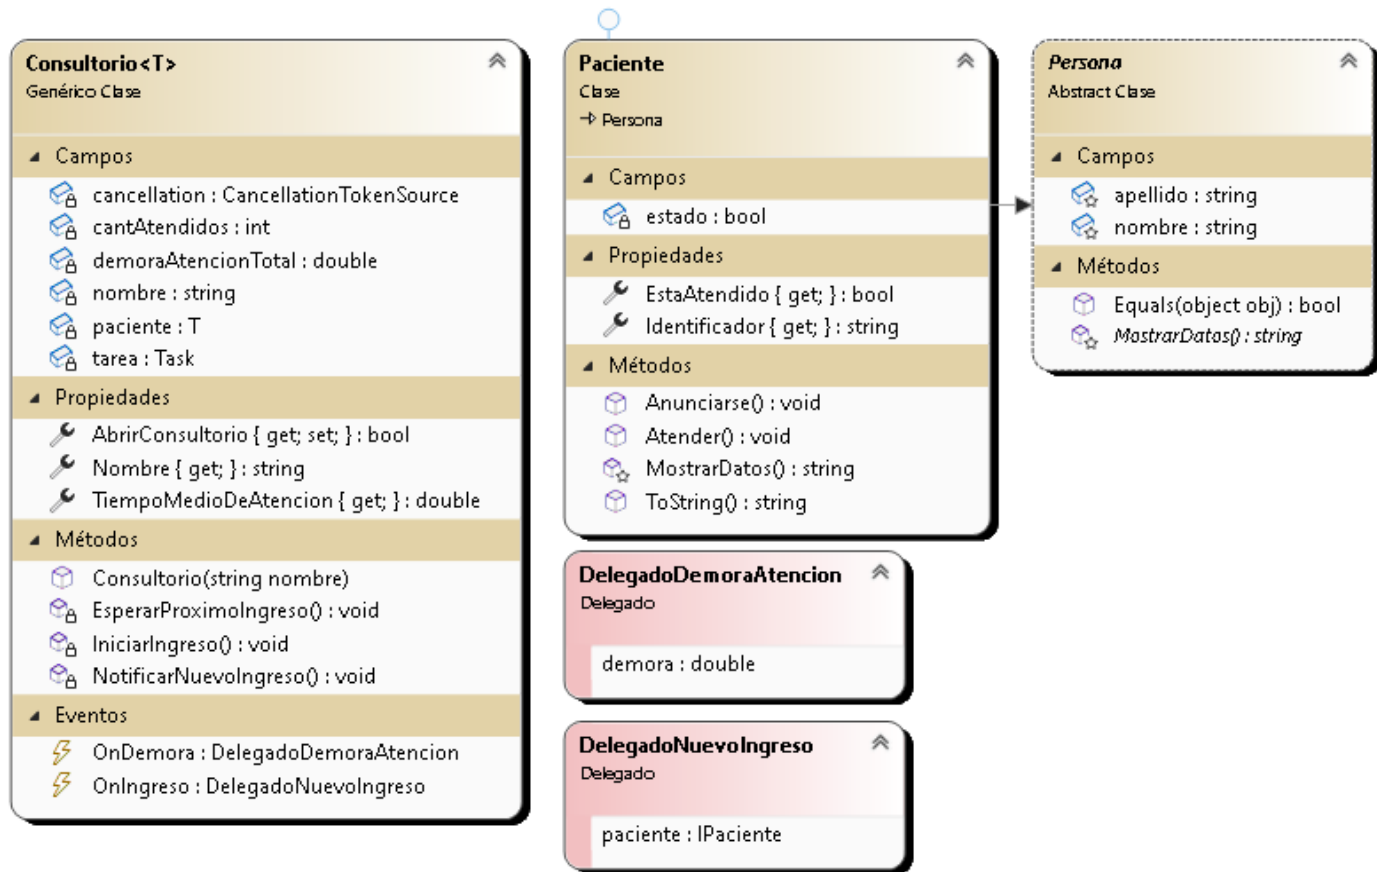 Consultorio<T>
Genérico Clase
Campos
cancellation : CancellationTokenSource
cantAtendidos : int
demoraAtencionTotal : double
nombre : string
paciente : T
tarea : Task
Propiedades
AbrirConsultorio { get; set; } : bool
Nombre { get; } : string
TiempoMedioDeAtencion { get; } : double
Métodos
Consultorio(string nombre)
EsperarProximoIngreso() : void
IniciarIngreso() : void
NotificarNuevoIngreso() : void
Eventos
OnDemora : DelegadoDemoraAtencion
OnIngreso : DelegadoNuevoIngreso
Paciente
Clase
Persona
Campos
estado : bool
Propiedades
EstaAtendido { get; } : bool
Identificador { get; } : string
Métodos
Anunciarse() : void
Atender() : void
MostrarDatos() : string
ToString() : string
DelegadoDemoraAtencion
Delegado
demora : double
DelegadoNuevoIngreso
Delegado
paciente : IPaciente
Persona
Abstract Clase
Campos
apellido : string
nombre : string
Métodos
Equals(object obj) : bool
MostrarDatos() : string